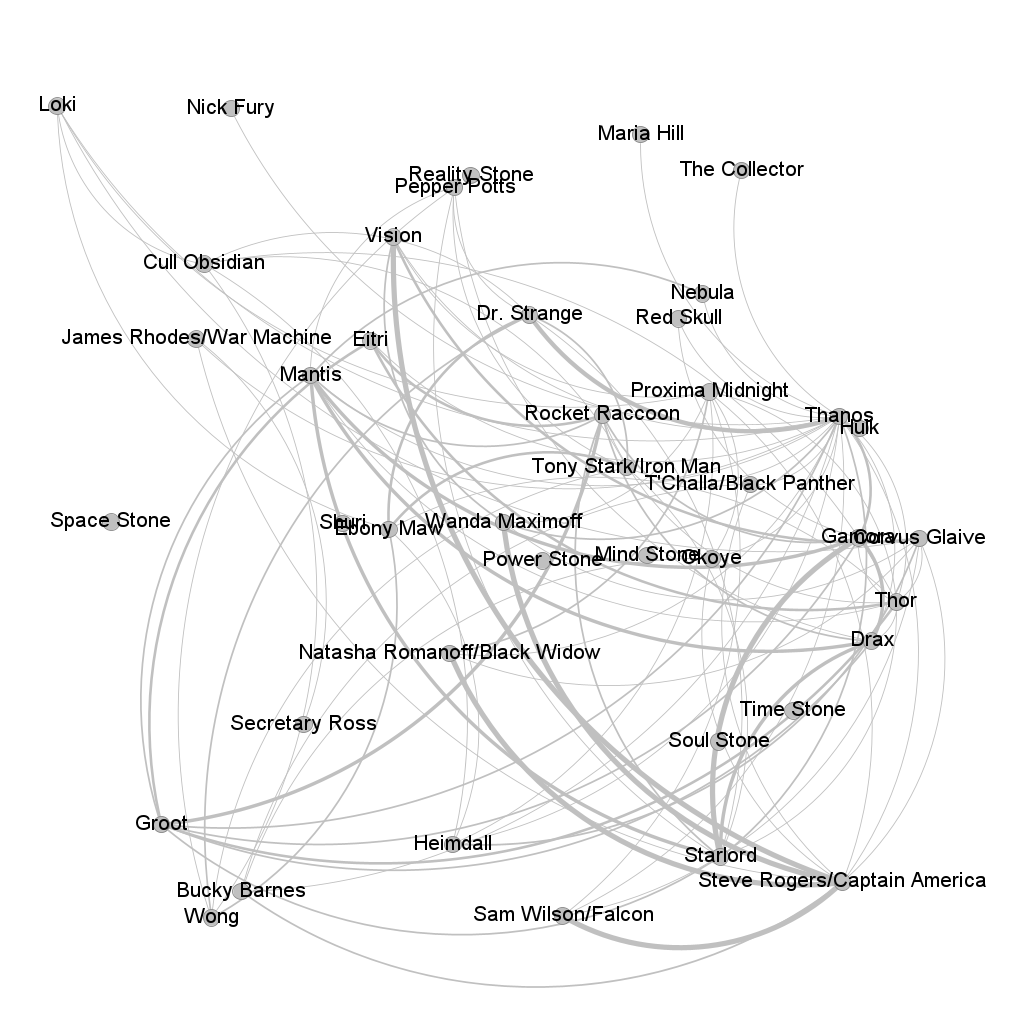 Loki
Nick Fury
Maria Hill
The Collector
Reality Stone
Pepper Potts
Vision
Cull Obsidian
Nebula
Dr. Strange
Red Skull
James Rhodes/War Machine
Eitri
Mantis
Proxima Midnight
Rocket Raccoon
Thanos
Hulk
Tony Stark/Iron Man
T'Challa/Black Panther
Space Stone
Shuri
Ebony Maw
Wanda Maximoff
Gamora
Corvus Glaive
Power Stone
Mind Stone
Okoye
Thor
Drax
Natasha Romanoff/Black Widow
Time Stone
Secretary Ross
Soul Stone
Groot
Heimdall
Starlord
Steve Rogers/Captain America
Bucky Barnes
Wong
Sam Wilson/Falcon